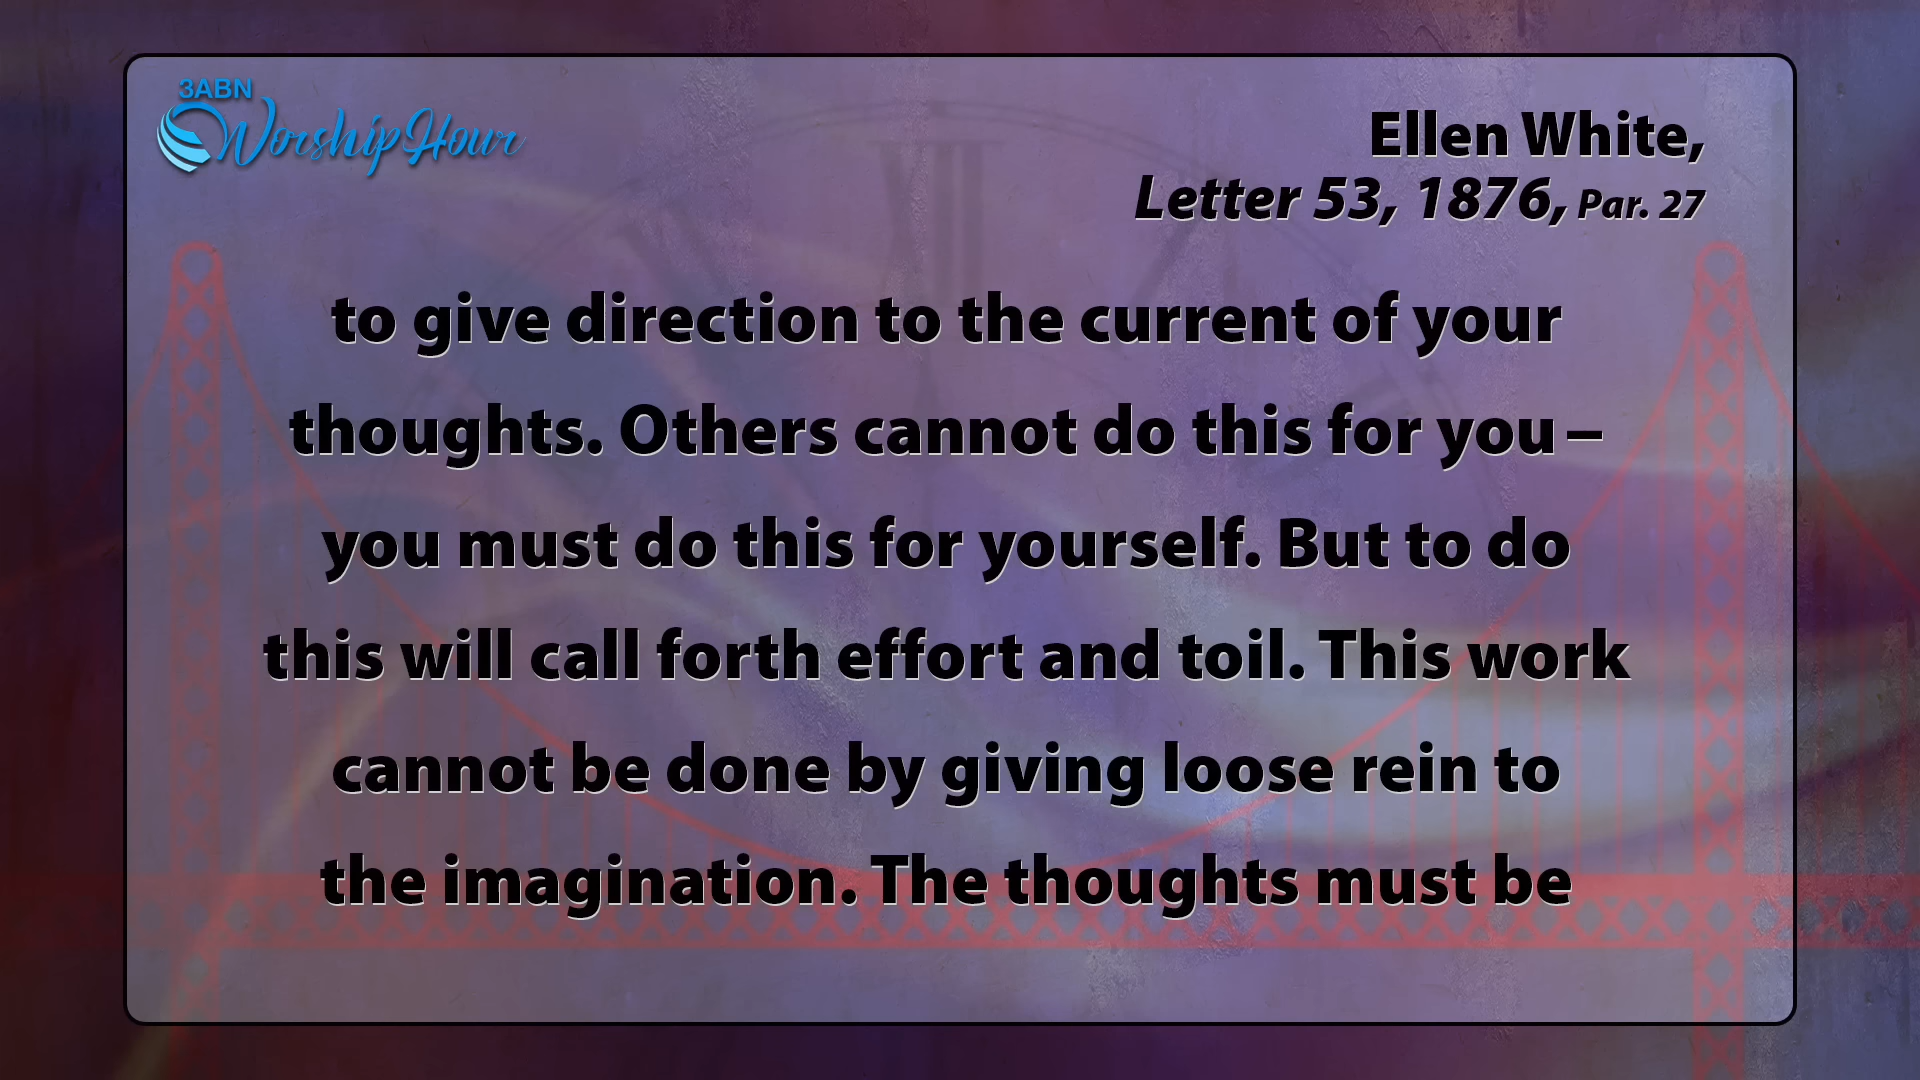 3ABN
Worship Hour
Ellen White,
Letter 53, 1876, Par. 27
to give direction to the current of your
thoughts. Others cannot do this for you –
you must do this for yourself. But to do
this will call forth effort and toil. This work
cannot be done by giving loose rein to
the imagination. The thoughts must be